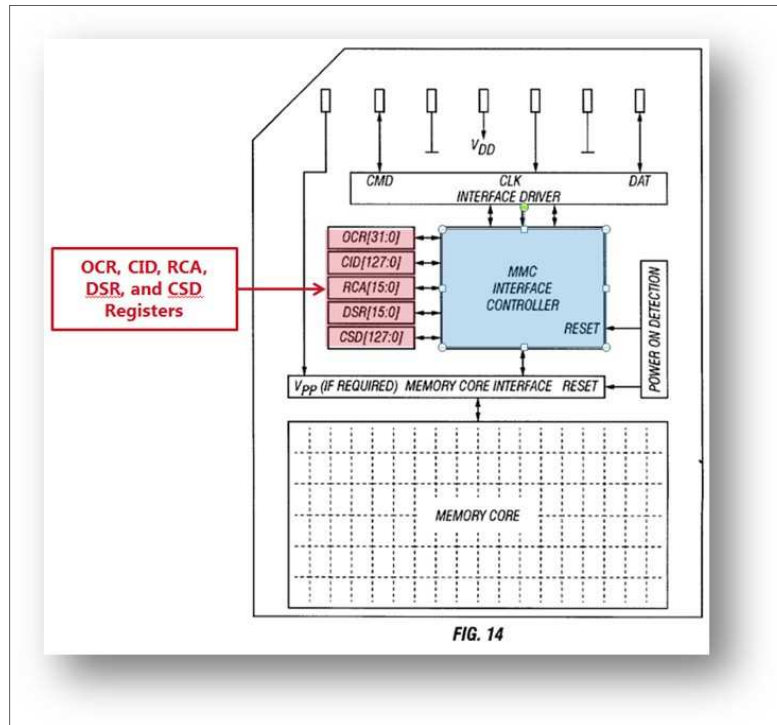 V_DD
CMD CLK DAT
INTERFACE DRIVER
OCR[31:0]
CID[127:0]
RCA[15:0]
DSR[15:0]
CSD[127:0]
OCR, CID, RCA,
DSR, and CSD
Registers
MMC
INTERFACE
CONTROLLER
RESET
POWER ON DETECTION
V_PP (IF REQUIRED) MEMORY CORE INTERFACE RESET
MEMORY CORE
FIG. 14